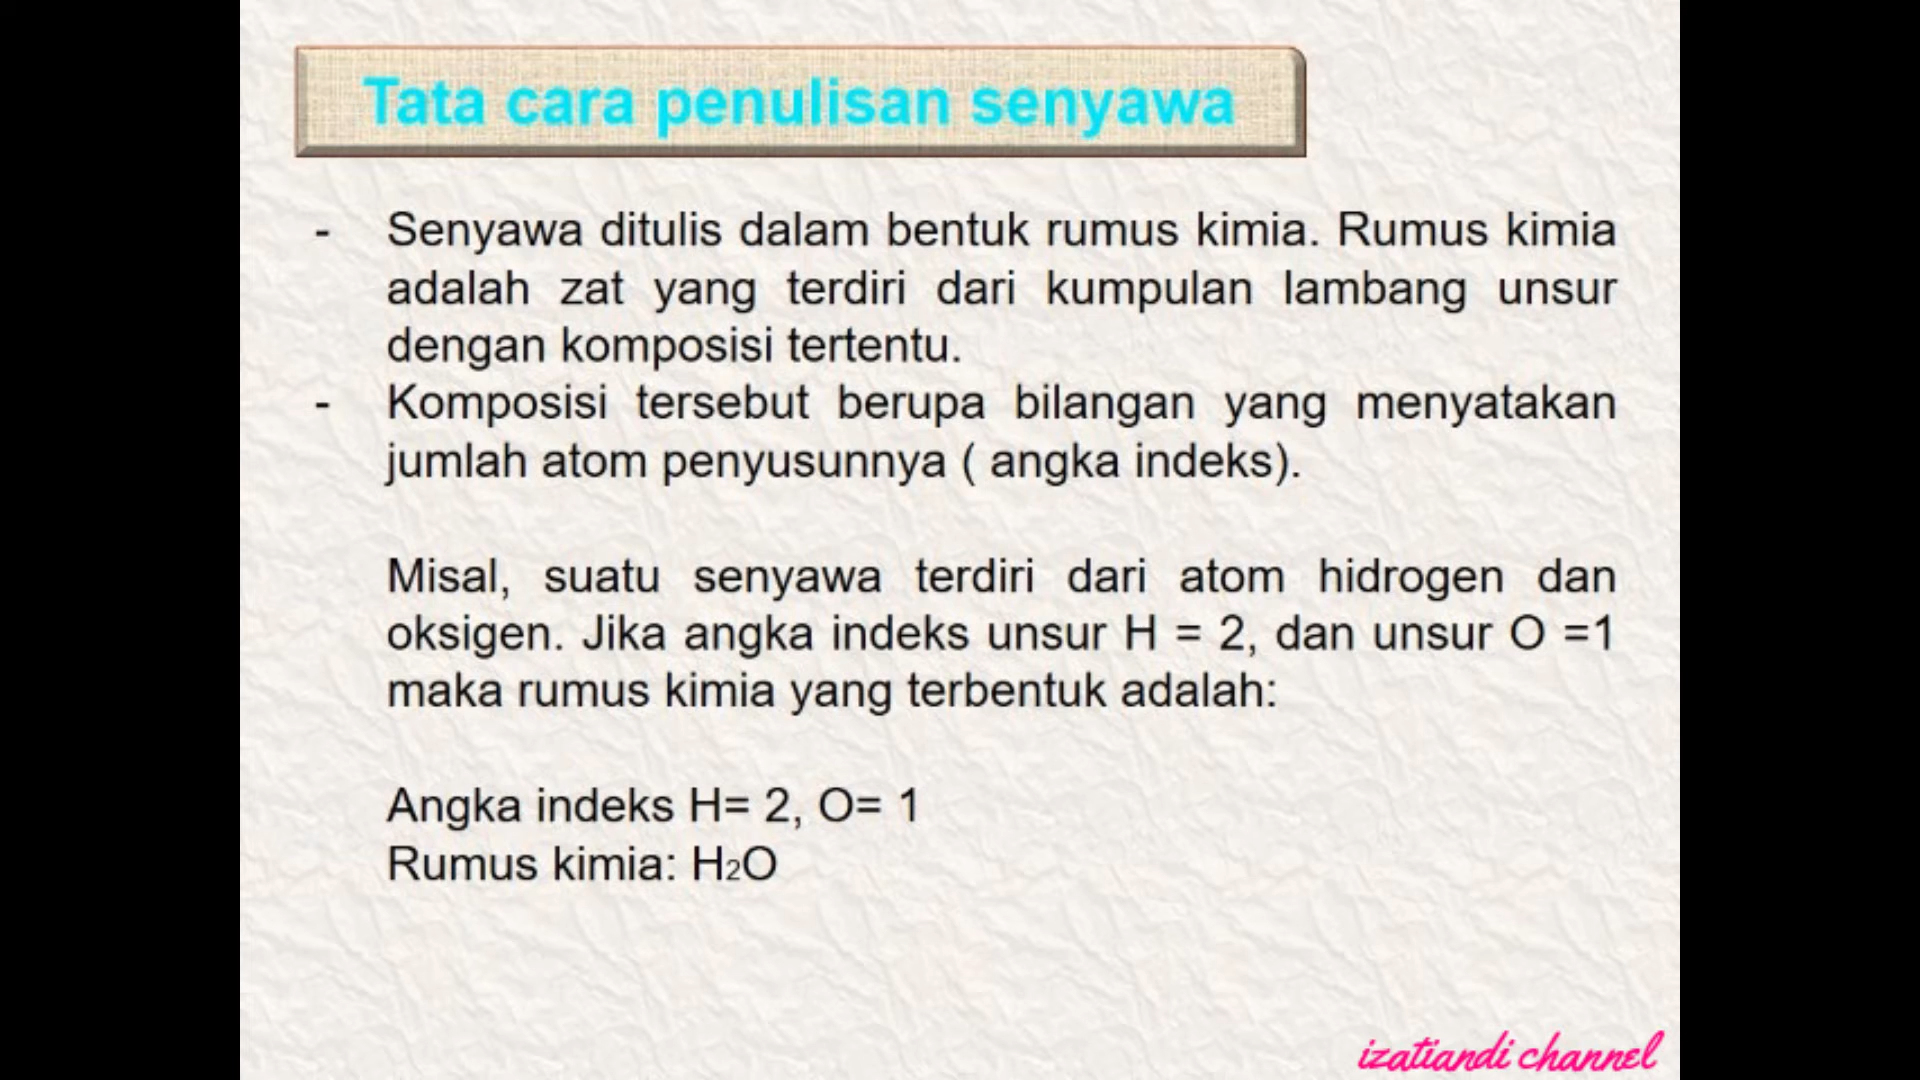 Tata cara penulisan senyawa
- Senyawa ditulis dalam bentuk rumus kimia. Rumus kimia
adalah zat yang terdiri dari kumpulan lambang unsur
dengan komposisi tertentu.
- Komposisi tersebut berupa bilangan yang menyatakan
jumlah atom penyusunnya ( angka indeks).
Misal, suatu senyawa terdiri dari atom hidrogen dan
oksigen. Jika angka indeks unsur H = 2, dan unsur O =1
maka rumus kimia yang terbentuk adalah:
Angka indeks H= 2, O= 1
Rumus kimia: H₂O
izatiandi channel